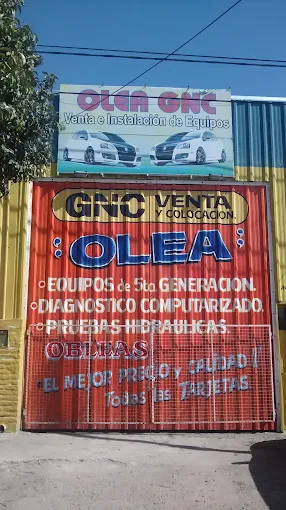 OLEA GNC
Venta e Instalación de Equipos
GNC VENTA
Y COLOCACION.
OLEA
EQUIPOS de 5ta. GENERACION.
DIAGNOSTICO COMPUTARIZADO.
PRUEBAS HIDRAULICAS.
OBLEAS
EL MEJOR PRECIO y CALIDAD !
Todas las TARJETAS.